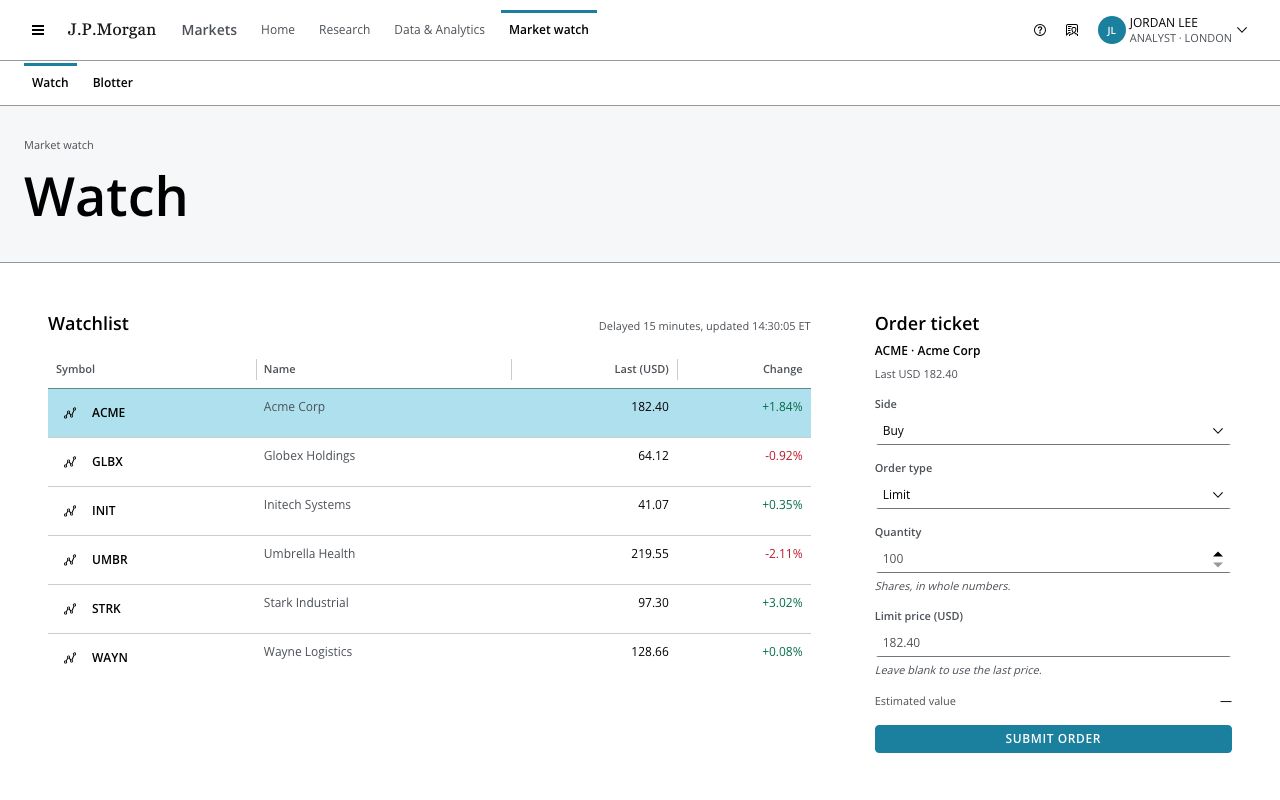 J.P.Morgan Markets Home Research Data & Analytics Market watch JL JORDAN LEE
ANALYST · LONDON
Watch Blotter
Market watch
Watch
Watchlist Delayed 15 minutes, updated 14:30:05 ET
Symbol Name Last (USD) Change
ACME Acme Corp 182.40 +1.84%
GLBX Globex Holdings 64.12 -0.92%
INIT Initech Systems 41.07 +0.35%
UMBR Umbrella Health 219.55 -2.11%
STRK Stark Industrial 97.30 +3.02%
WAYN Wayne Logistics 128.66 +0.08%
Order ticket
ACME · Acme Corp
Last USD 182.40
Side
Buy
Order type
Limit
Quantity
100
Shares, in whole numbers.
Limit price (USD)
182.40
Leave blank to use the last price.
Estimated value —
SUBMIT ORDER